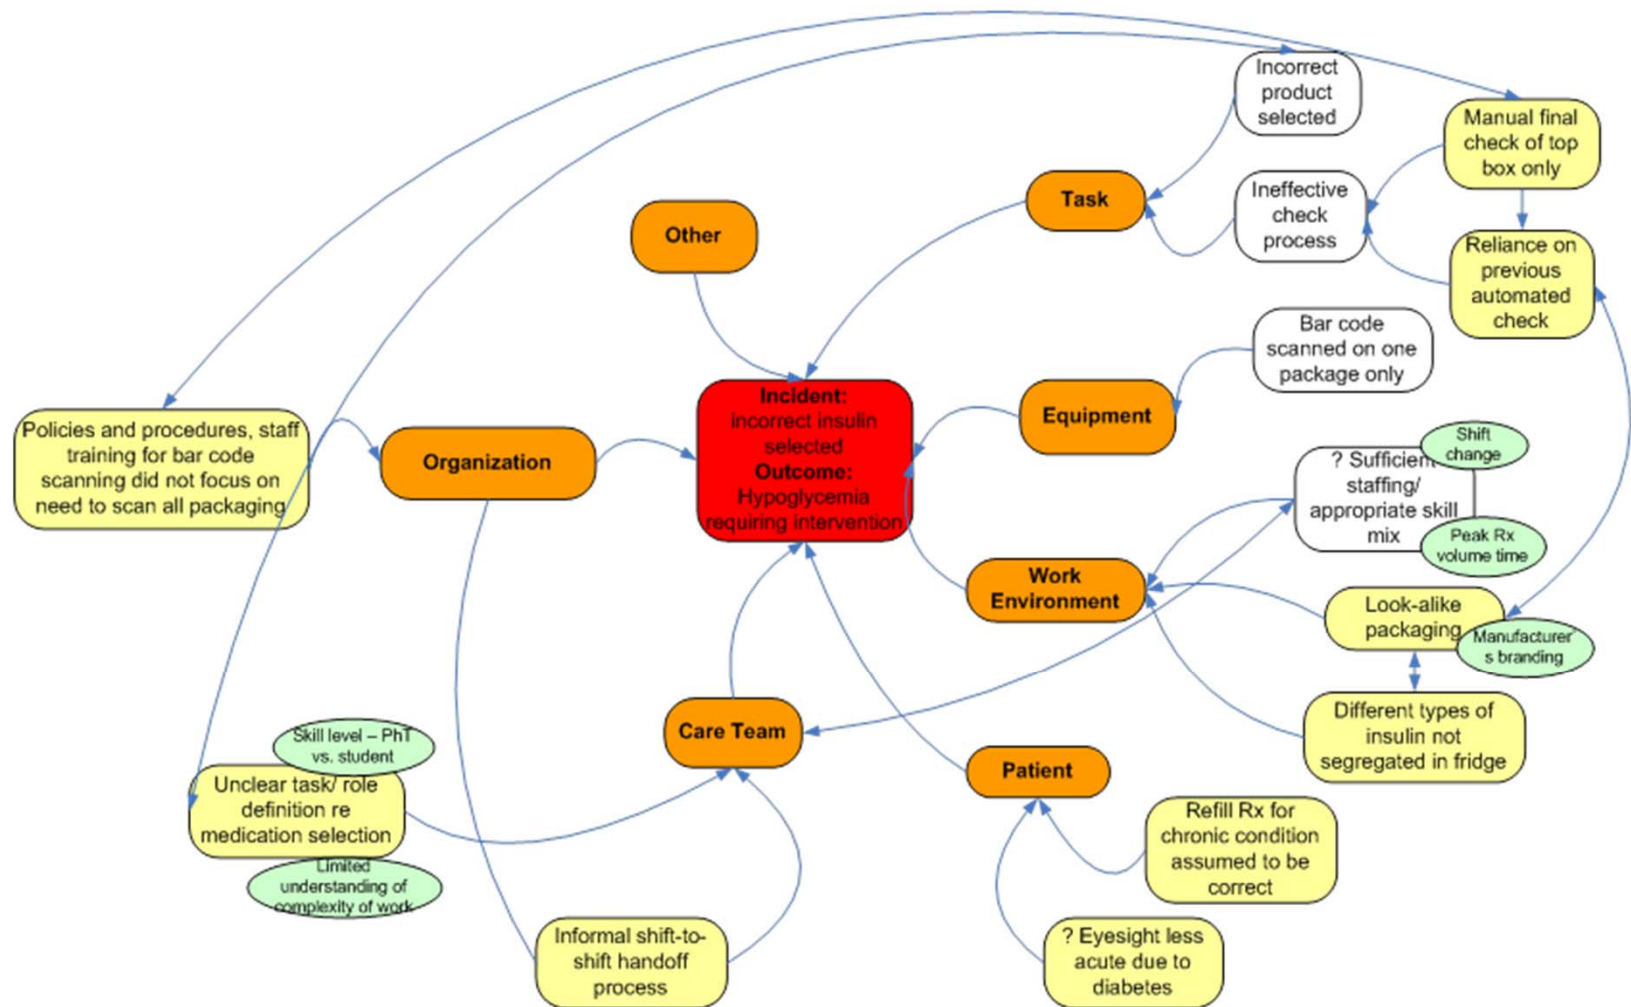 Incorrect
product
selected
Manual final
check of top
box only
Task
Ineffective
check
process
Other
Reliance on
previous
automated
check
Bar code
scanned on one
package only
Incident:
incorrect insulin
selected
Outcome:
Hypoglycemia
requiring intervention
Equipment
Policies and procedures, staff
training for bar code
scanning did not focus on
need to scan all packaging
Organization
Shift
change
? Sufficient
staffing/
appropriate skill
mix
Peak Rx
volume time
Work
Environment
Look-alike
packaging
Manufacturer'
s branding
Different types of
insulin not
segregated in fridge
Care Team
Skill level – PhT
vs. student
Unclear task/ role
definition re
medication selection
Limited
understanding of
complexity of work
Patient
Refill Rx for
chronic condition
assumed to be
correct
Informal shift-to-
shift handoff
process
? Eyesight less
acute due to
diabetes